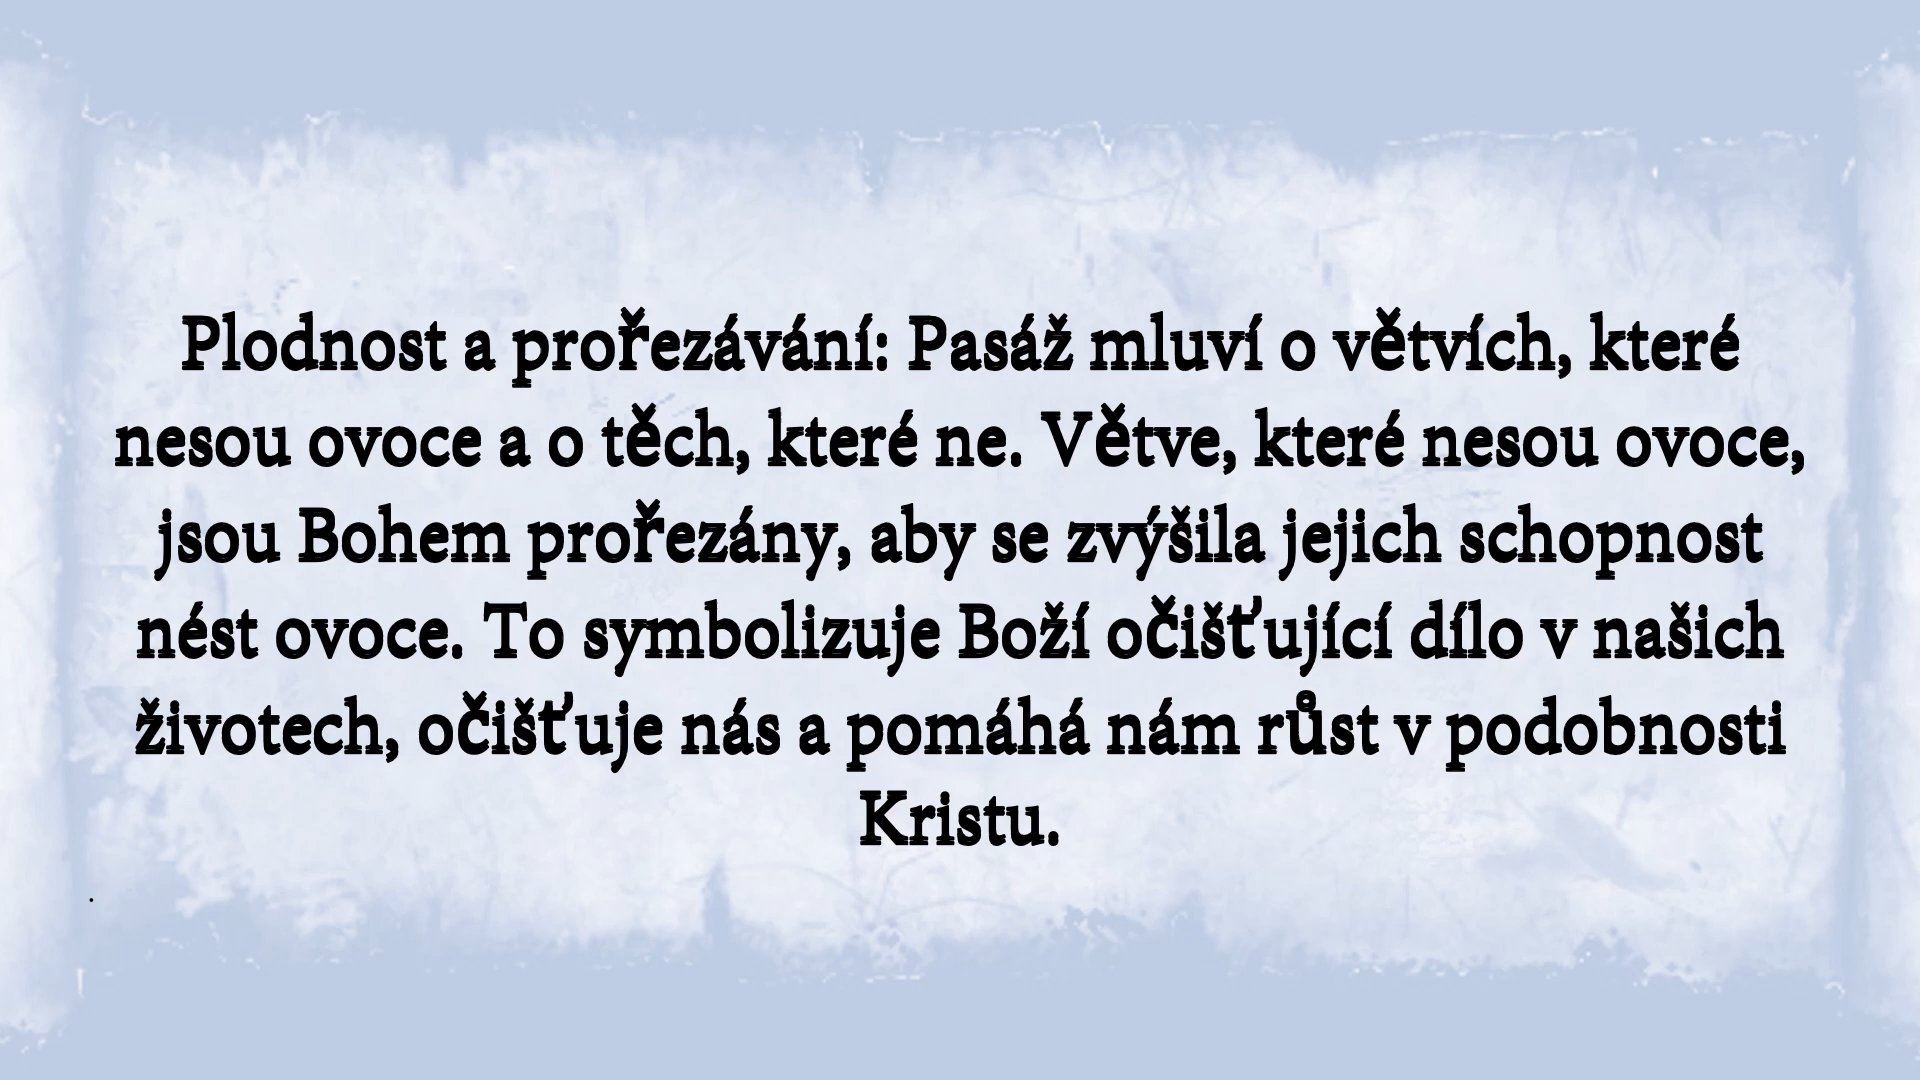 Plodnost a prořezávání: Pasáž mluví o větvích, které
nesou ovoce a o těch, které ne. Větve, které nesou ovoce,
jsou Bohem prořezány, aby se zvýšila jejich schopnost
nést ovoce. To symbolizuje Boží očišťující dílo v našich
životech, očišťuje nás a pomáhá nám růst v podobnosti
Kristu.
.